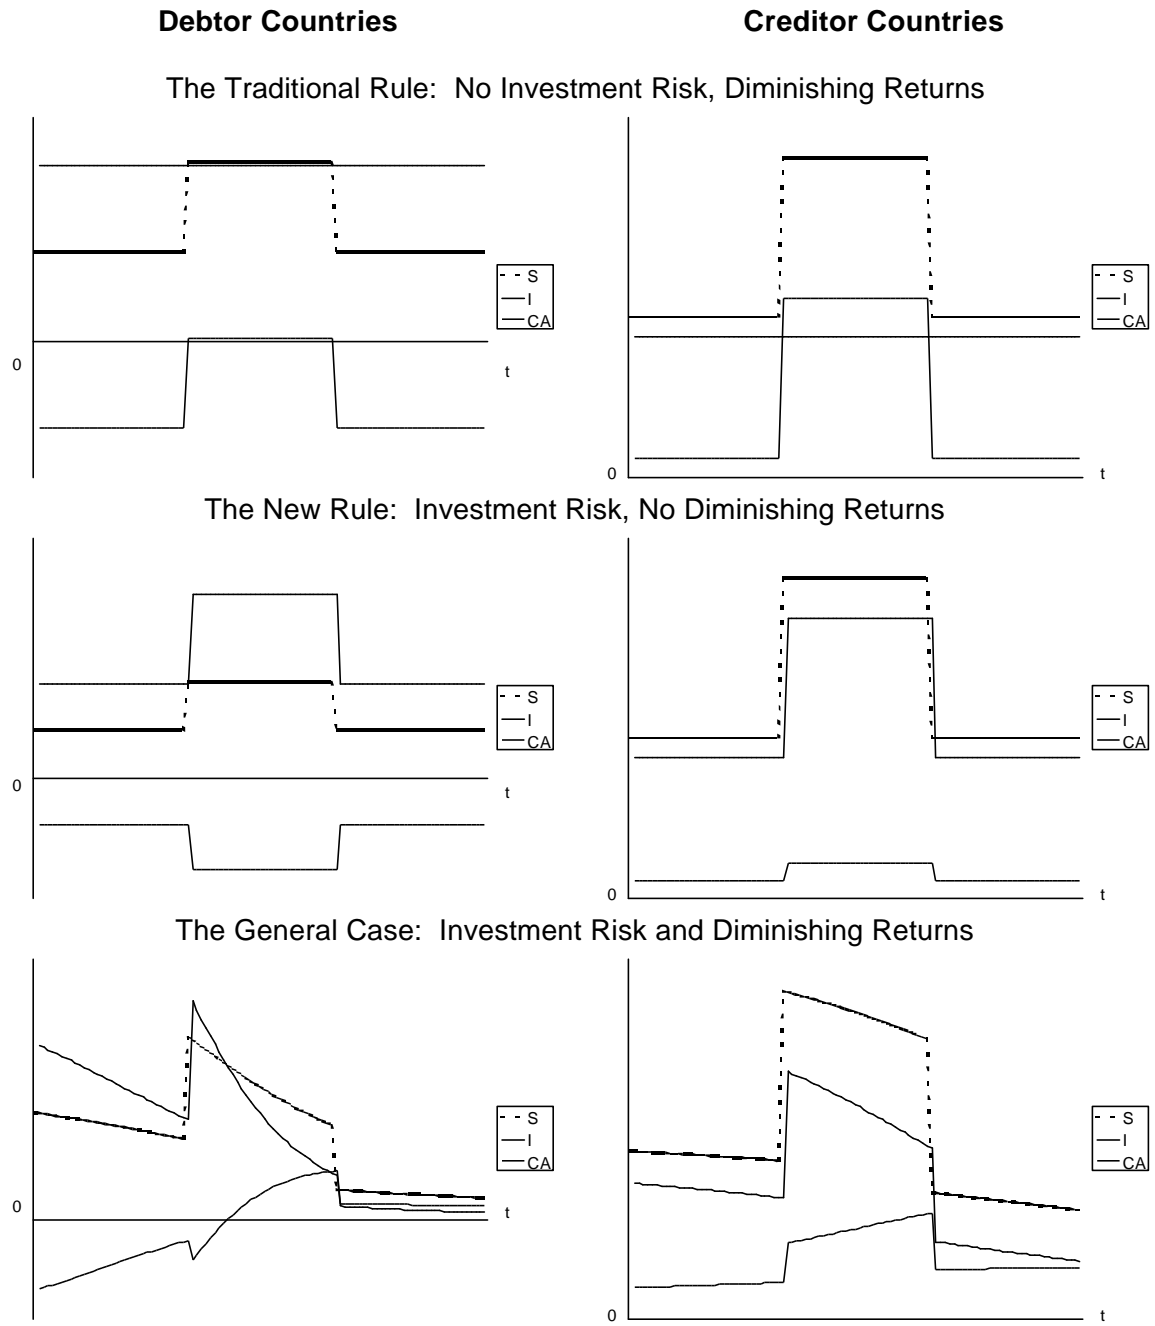 Debtor Countries
Creditor Countries
The Traditional Rule: No Investment Risk, Diminishing Returns
S
I
CA
0
t
S
I
CA
0
t
The New Rule: Investment Risk, No Diminishing Returns
S
I
CA
0
t
S
I
CA
0
t
The General Case: Investment Risk and Diminishing Returns
S
I
CA
0
t
S
I
CA
0
t